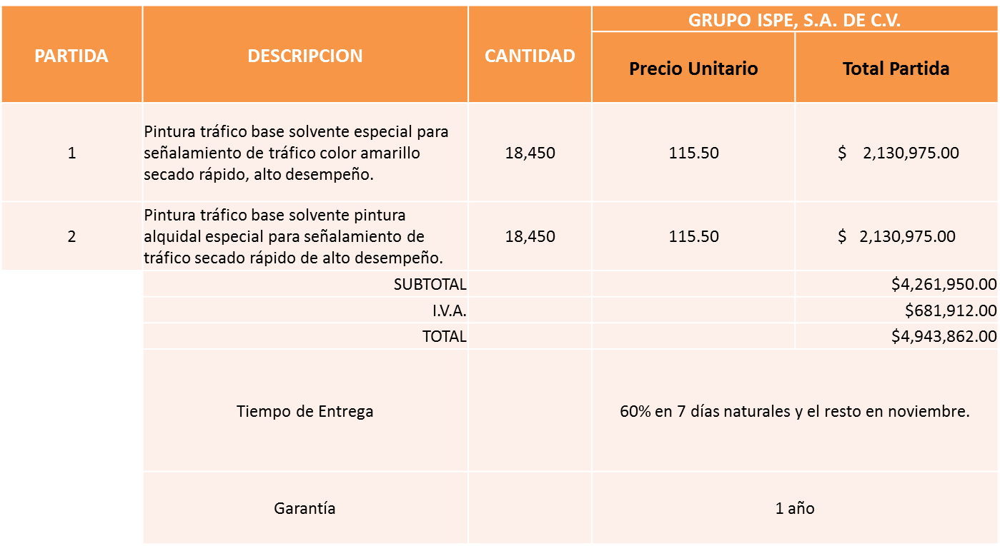 GRUPO ISPE, S.A. DE C.V.
PARTIDA DESCRIPCION CANTIDAD
Precio Unitario Total Partida
Pintura tráfico base solvente especial para
1 señalamiento de tráfico color amarillo 18,450 115.50 $ 2,130,975.00
secado rápido, alto desempeño.
Pintura tráfico base solvente pintura
2 alquidal especial para señalamiento de 18,450 115.50 $ 2,130,975.00
tráfico secado rápido de alto desempeño.
SUBTOTAL $4,261,950.00
I.V.A. $681,912.00
TOTAL $4,943,862.00
Tiempo de Entrega 60% en 7 días naturales y el resto en noviembre.
Garantía 1 año